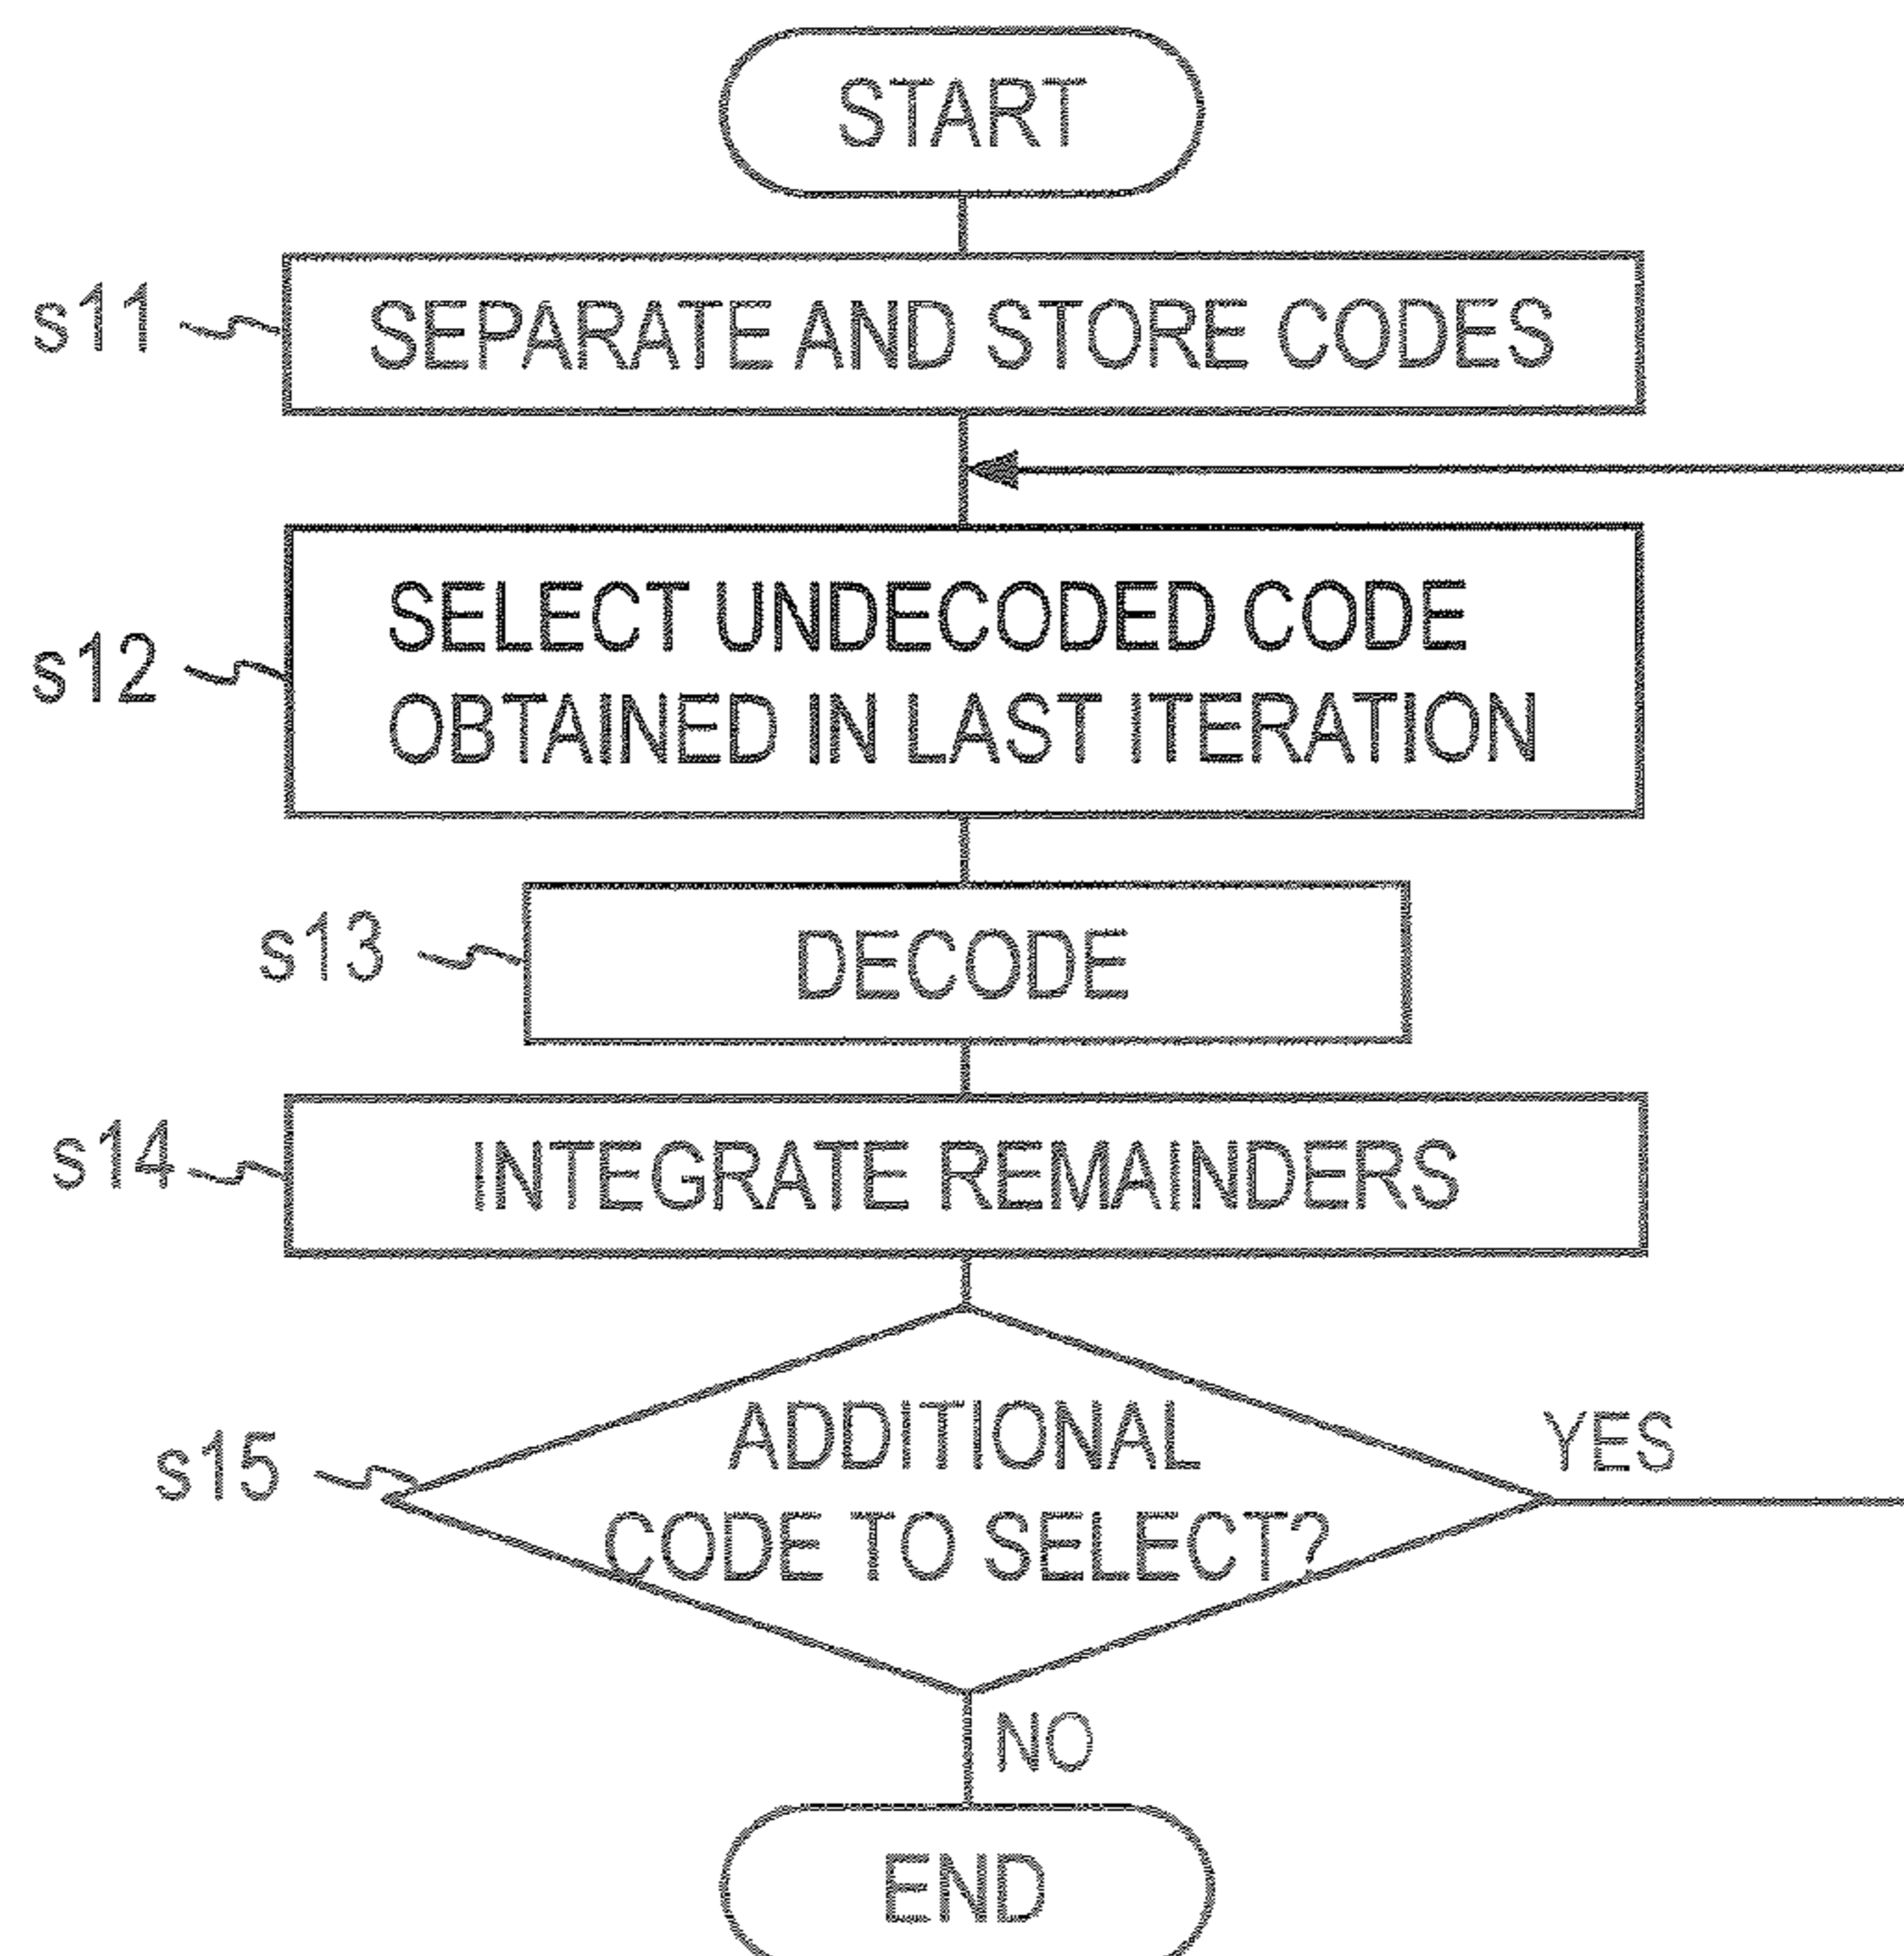 START
s11
SEPARATE AND STORE CODES
s12
SELECT UNDECODED CODE
OBTAINED IN LAST ITERATION
s13
DECODE
s14
INTEGRATE REMAINDERS
s15
ADDITIONAL
CODE TO SELECT?
YES
NO
END